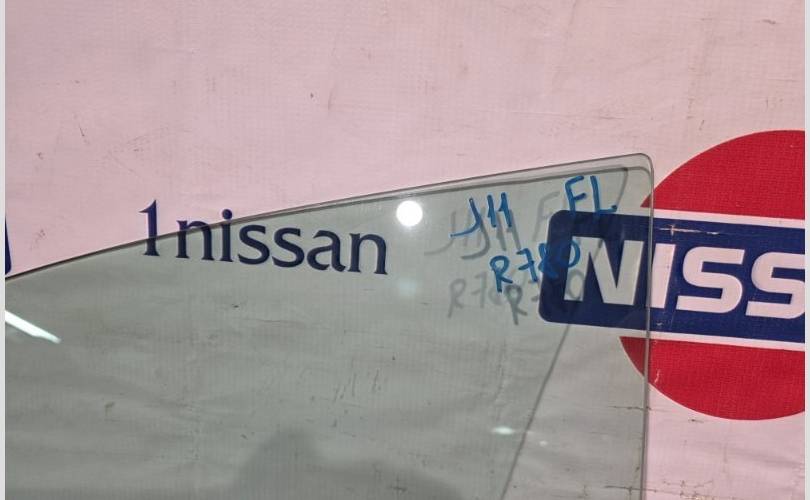 1nissan
J11 FL
R780
NISS